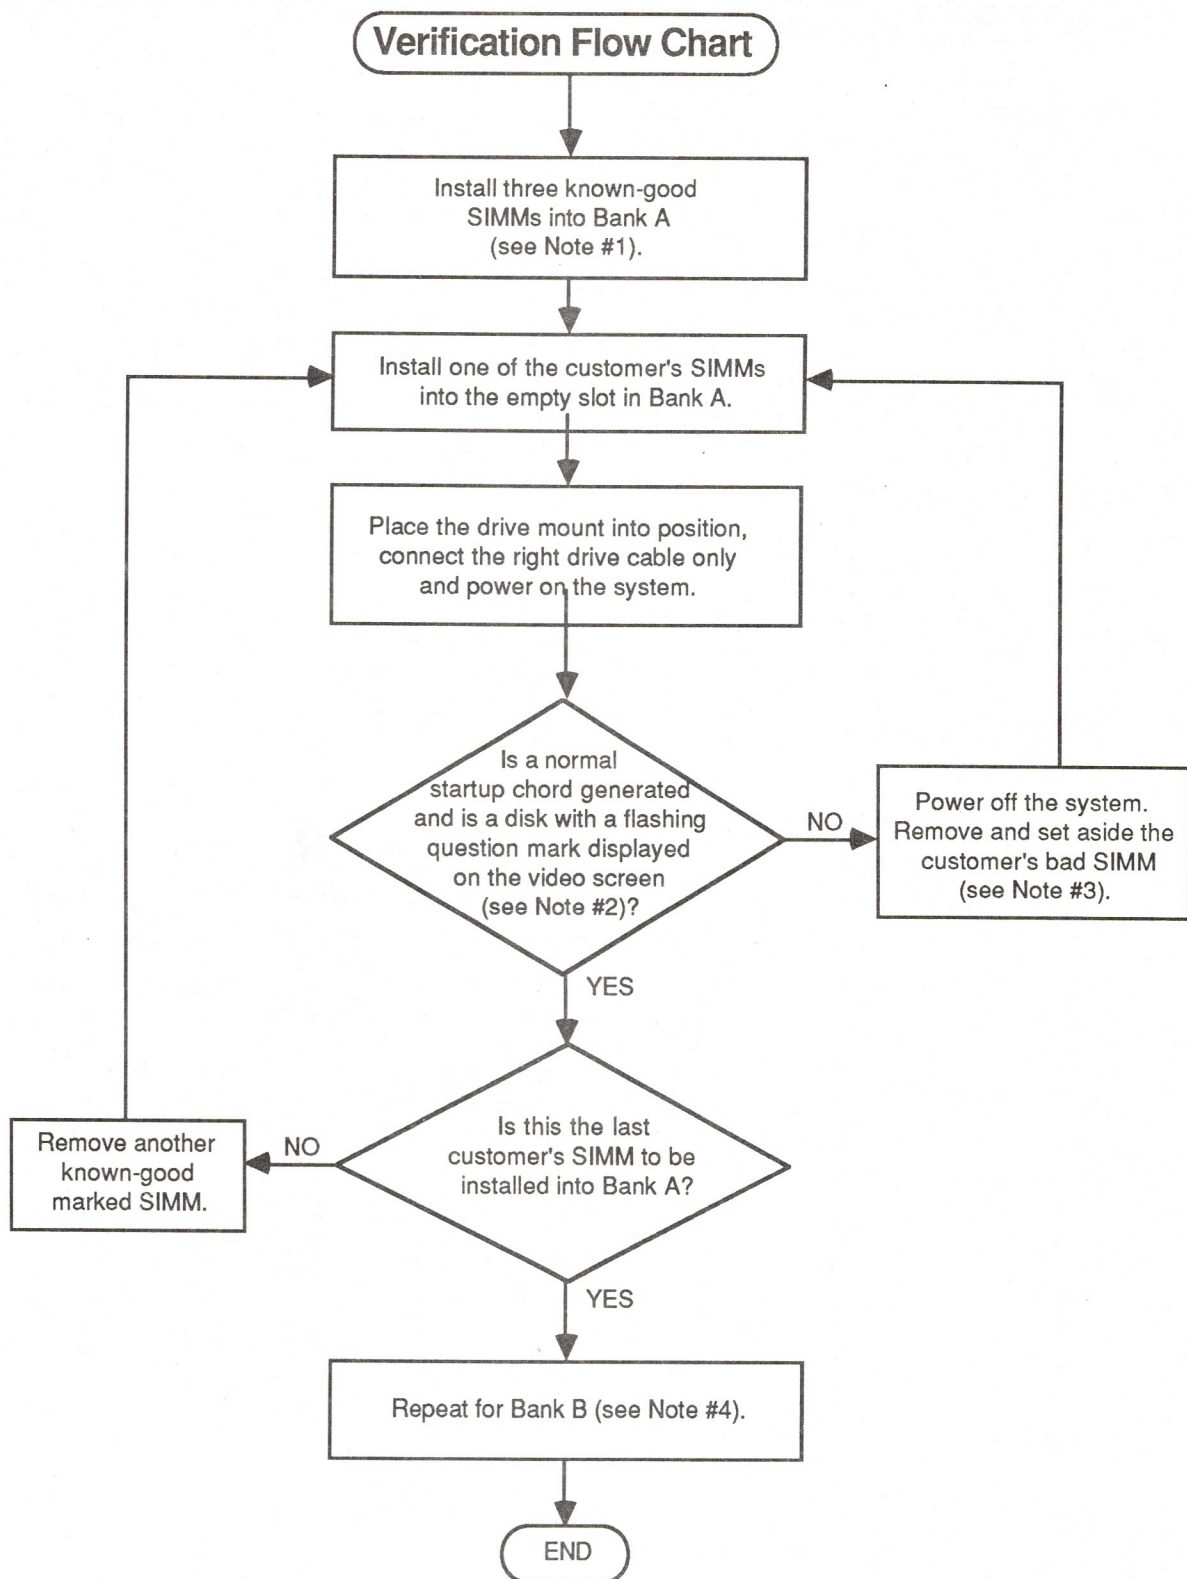 Verification Flow Chart
Install three known-good
SIMMs into Bank A
(see Note #1).
Install one of the customer's SIMMs
into the empty slot in Bank A.
Place the drive mount into position,
connect the right drive cable only
and power on the system.
Is a normal
startup chord generated
and is a disk with a flashing
question mark displayed
on the video screen
(see Note #2)?
NO
Power off the system.
Remove and set aside the
customer's bad SIMM
(see Note #3).
YES
Is this the last
customer's SIMM to be
installed into Bank A?
NO
Remove another
known-good
marked SIMM.
YES
Repeat for Bank B (see Note #4).
END